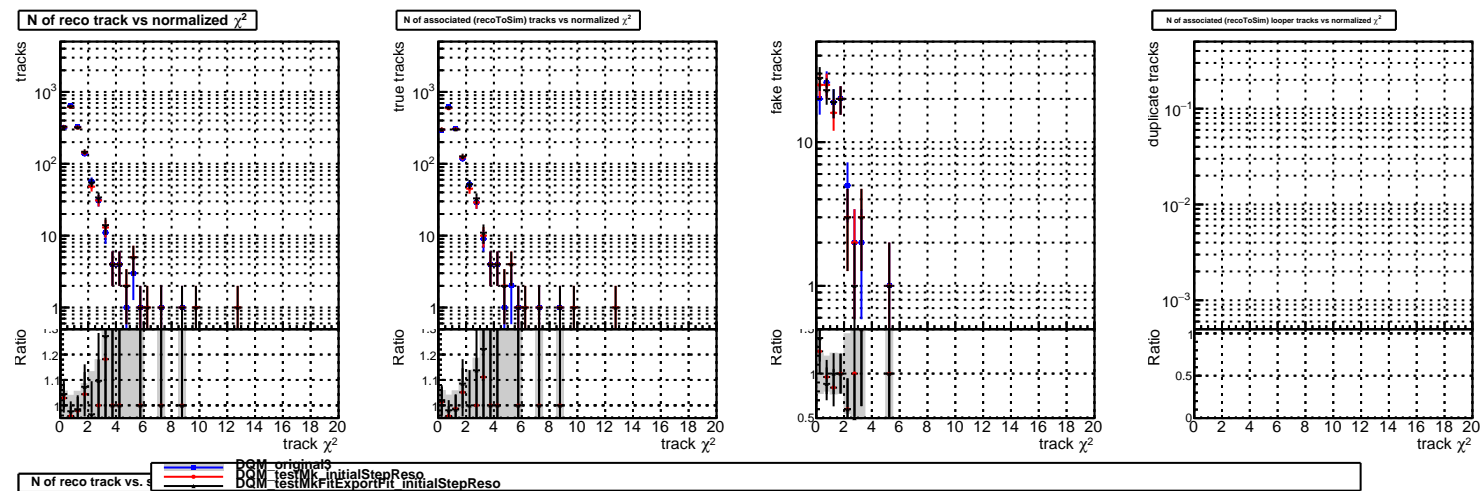 N of reco track vs normalized χ²
N of associated (recoToSim) tracks vs normalized χ²
N of associated (recoToSim) looper tracks vs normalized χ²
tracks
10³
10²
10
1
Ratio
1.2
1.1
1
0 2 4 6 8 10 12 14 16 18 20
track χ²
true tracks
10³
10²
10
1
Ratio
1.2
1.1
1
0 2 4 6 8 10 12 14 16 18 20
track χ²
fake tracks
10
1
Ratio
1
0.5
0 2 4 6 8 10 12 14 16 18 20
track χ²
duplicate tracks
10⁻¹
10⁻²
10⁻³
Ratio
1
0.5
0
0 2 4 6 8 10 12 14 16 18 20
track χ²
N of reco track vs.
DQM_original3
DQM_testMk_initialStepReso
DQM_testMkFitExportFit_initialStepReso